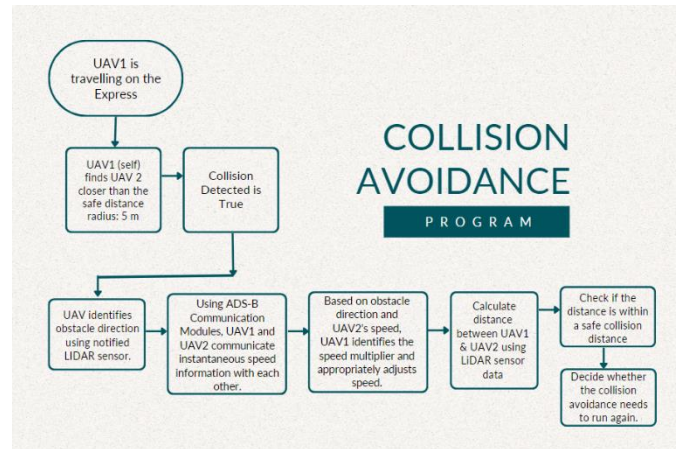 UAV1 is
travelling on the
Express
UAV1 (self)
finds UAV 2
closer than the
safe distance
radius: 5 m
Collision
Detected is
True
COLLISION
AVOIDANCE
PROGRAM
UAV identifies
obstacle direction
using notified
LIDAR sensor.
Using ADS-B
Communication
Modules, UAV1 and
UAV2 communicate
instantaneous speed
information with each
other.
Based on obstacle
direction and
UAV2's speed,
UAV1 identifies the
speed multiplier and
appropriately adjusts
speed.
Calculate
distance
between UAV1
& UAV2 using
LiDAR sensor
data
Check if the
distance is within
a safe collision
distance
Decide whether
the collision
avoidance needs
to run again.